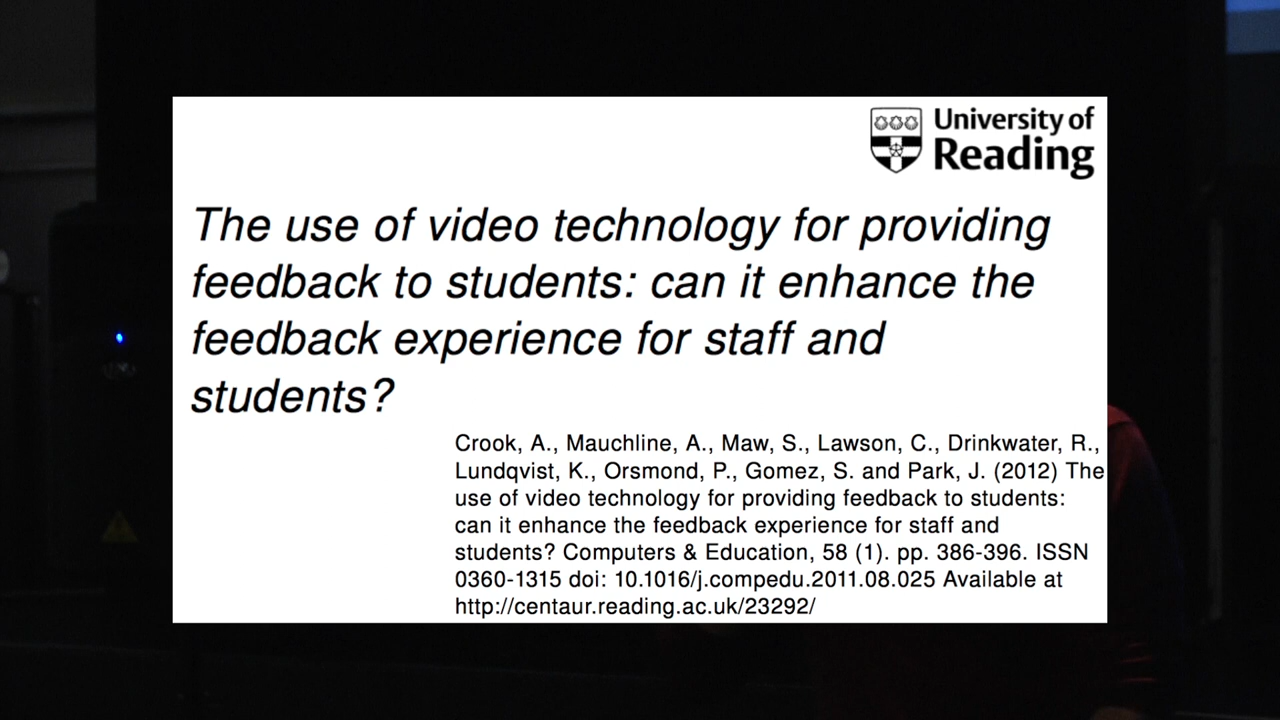 University of
Reading
The use of video technology for providing
feedback to students: can it enhance the
feedback experience for staff and
students?
Crook, A., Mauchline, A., Maw, S., Lawson, C., Drinkwater, R.,
Lundqvist, K., Orsmond, P., Gomez, S. and Park, J. (2012) The
use of video technology for providing feedback to students:
can it enhance the feedback experience for staff and
students? Computers & Education, 58 (1). pp. 386-396. ISSN
0360-1315 doi: 10.1016/j.compedu.2011.08.025 Available at
http://centaur.reading.ac.uk/23292/